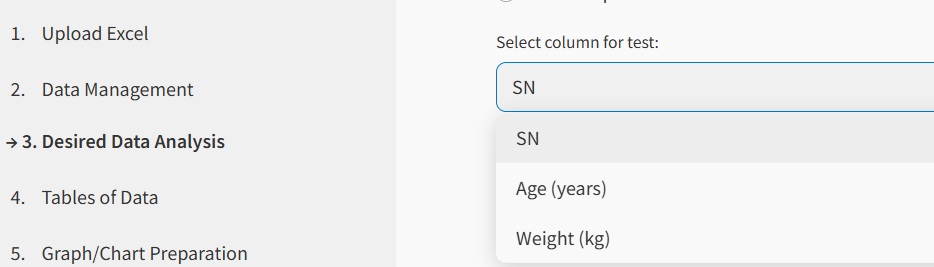 1. Upload Excel
2. Data Management
→ 3. Desired Data Analysis
4. Tables of Data
5. Graph/Chart Preparation
Select column for test:
SN
SN
Age (years)
Weight (kg)